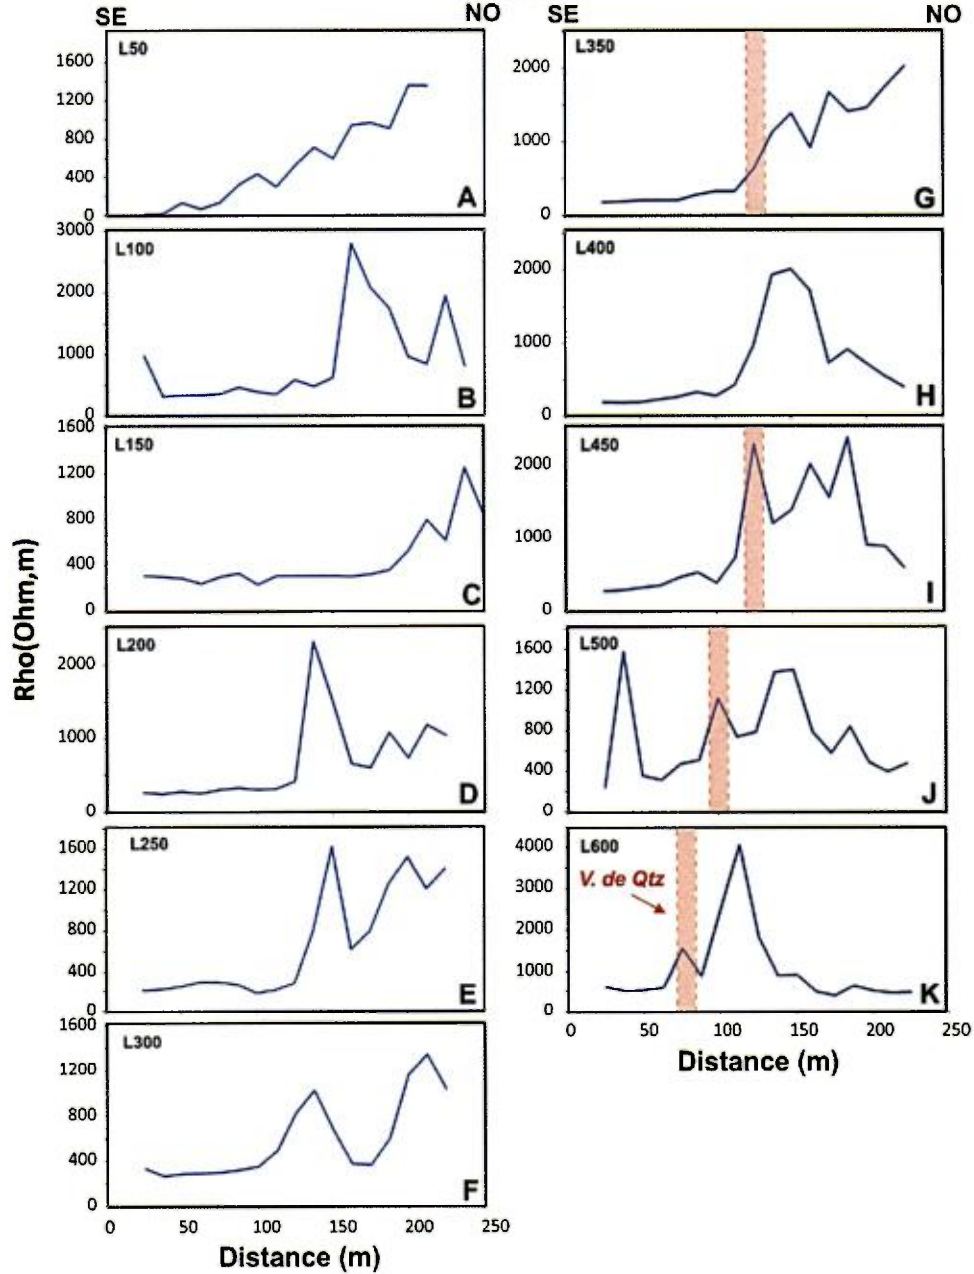 SE NO
L50
1600
1200
800
400
0
A
L100
3000
2000
1000
0
B
L150
1600
1200
800
400
0
C
L200
2000
1000
0
D
L250
1600
1200
800
400
0
E
L300
1600
1200
800
400
0
F
0 50 100 150 200 250
Distance (m)
Rho(Ohm,m)
SE NO
L350
2000
1000
0
G
L400
2000
1000
0
H
L450
2000
1000
0
I
L500
1600
1200
800
400
0
J
L600
4000
3000
2000
1000
0
V. de Qtz
K
0 50 100 150 200 250
Distance (m)